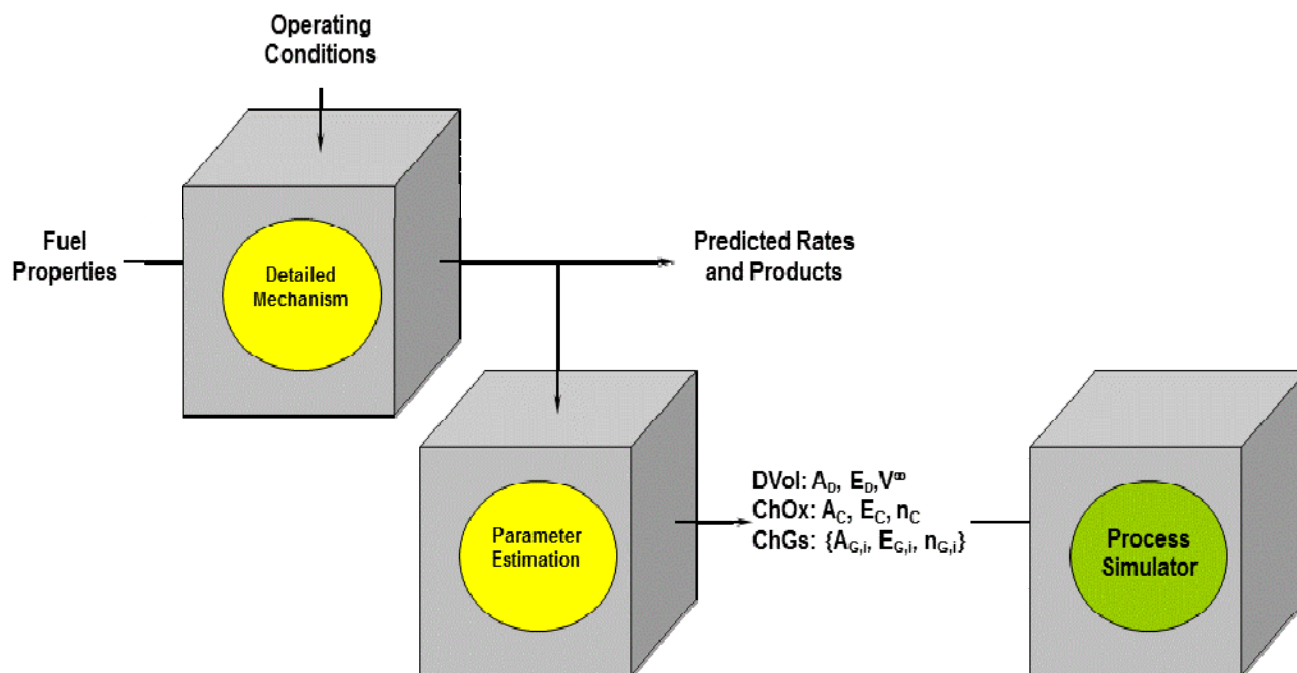 Operating
Conditions
Fuel
Properties
Detailed
Mechanism
Predicted Rates
and Products
Parameter
Estimation
DVol: A_D, E_D,V^∞
ChOx: A_C, E_C, n_C
ChGs: {A_G,i, E_G,i, n_G,i}
Process
Simulator